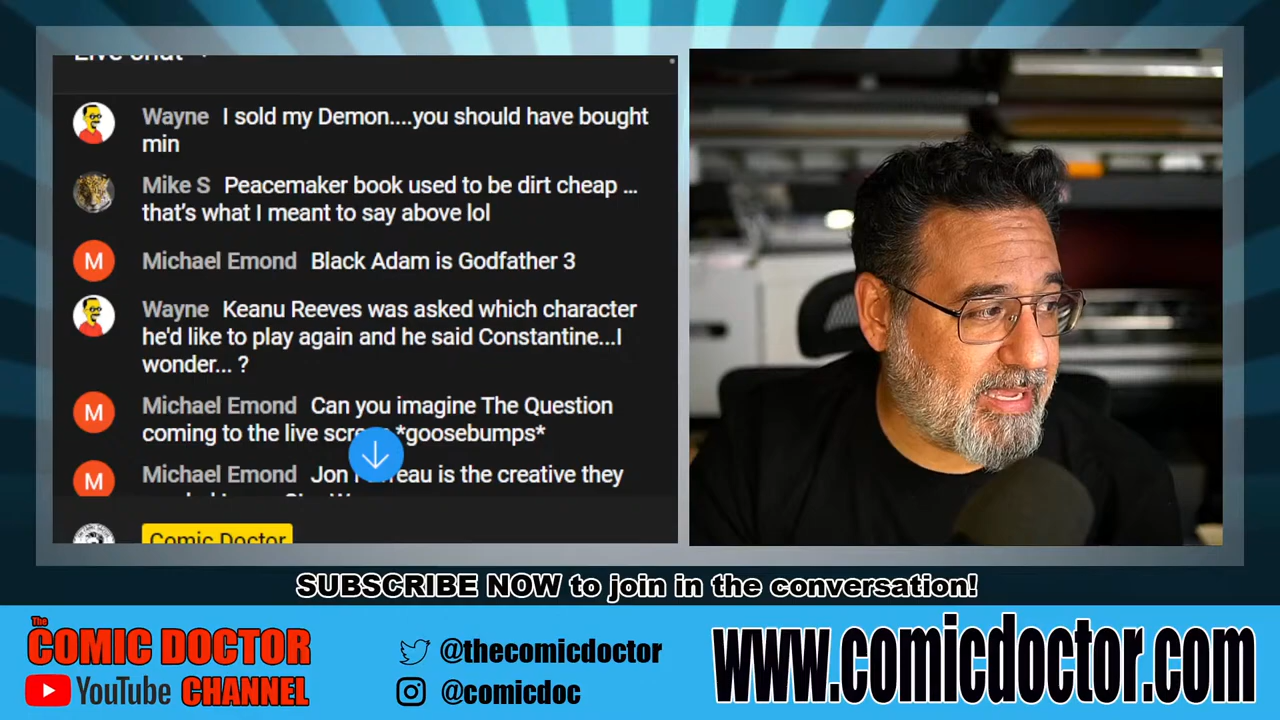 Live chat
Wayne I sold my Demon....you should have bought
min
Mike S Peacemaker book used to be dirt cheap ...
that's what I meant to say above lol
M
Michael Emond Black Adam is Godfather 3
Wayne Keanu Reeves was asked which character
he'd like to play again and he said Constantine...I
wonder... ?
M
Michael Emond Can you imagine The Question
coming to the live *goosebumps*
M
Michael Emond Jon is the creative they
Comic Doctor
SUBSCRIBE NOW to join in the conversation!
The
COMIC DOCTOR
YouTube CHANNEL
@thecomicdoctor
@comicdoc
www.comicdoctor.com